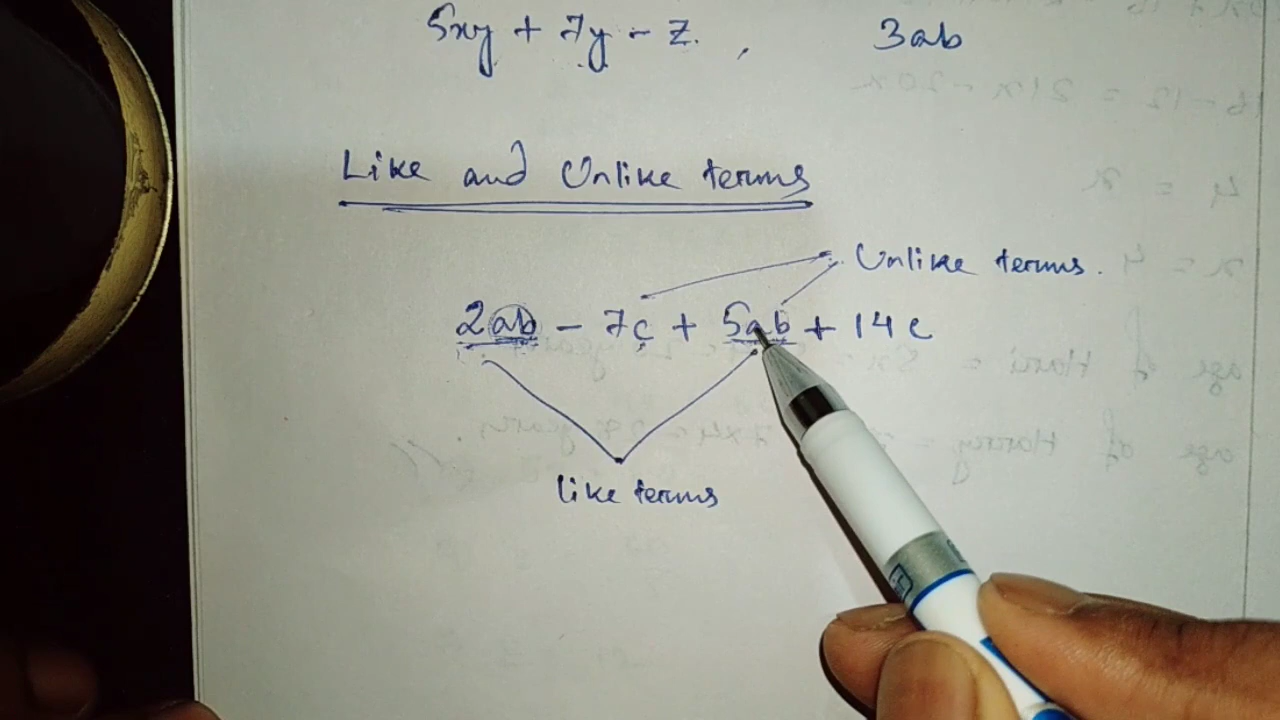 5xy + 7y - z. , 3ab
Like and Unlike terms
Unlike terms.
2ab - 7c + 5ab + 14c
like terms